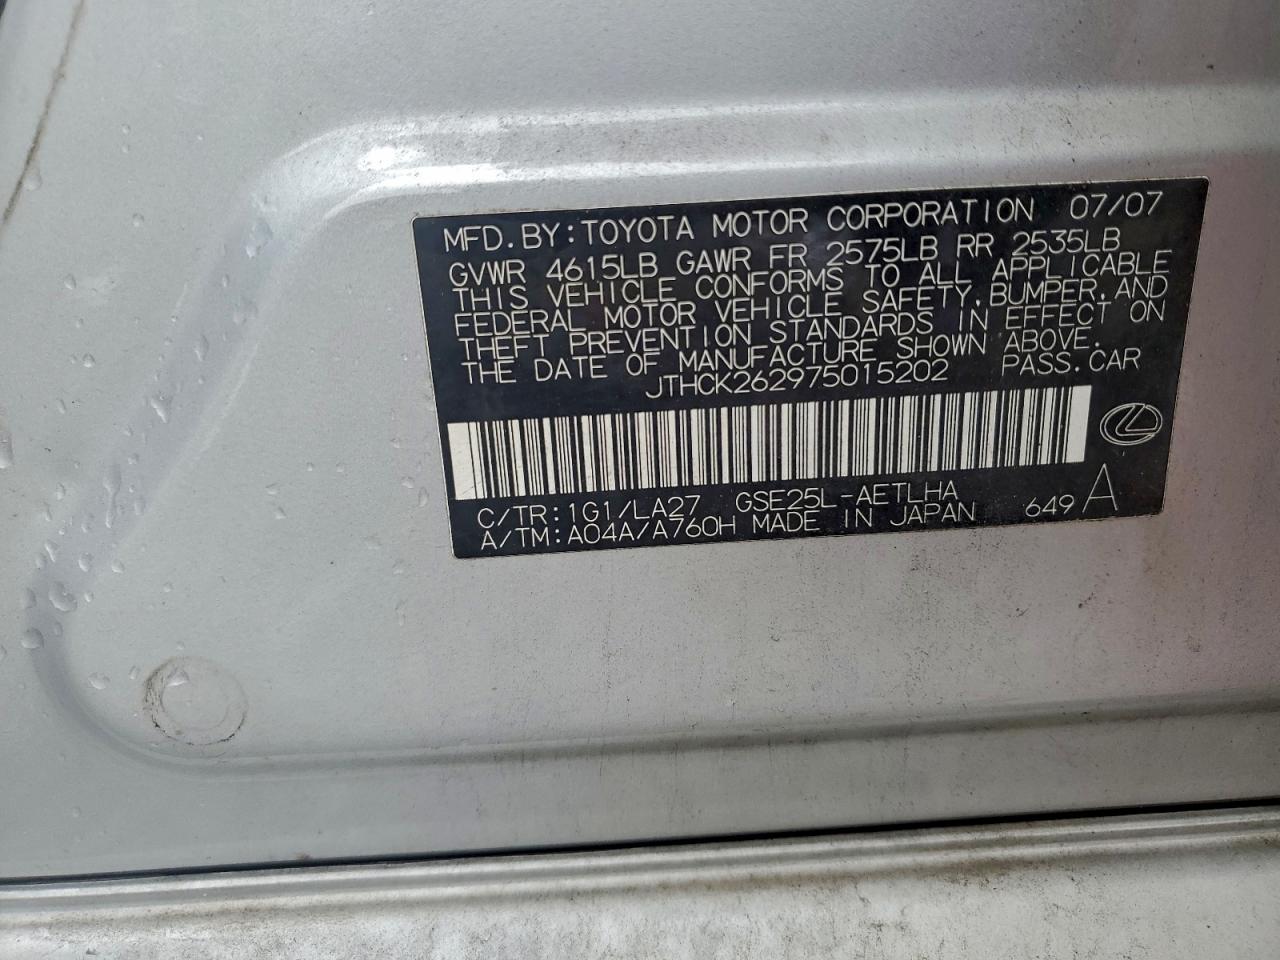 MFD.BY:TOYOTA MOTOR CORPORATION 07/07
GVWR 4615LB GAWR FR 2575LB RR 2535LB
THIS VEHICLE CONFORMS TO ALL APPLICABLE
FEDERAL MOTOR VEHICLE SAFETY,BUMPER,AND
THEFT PREVENTION STANDARDS IN EFFECT ON
THE DATE OF MANUFACTURE SHOWN ABOVE.
JTHCK262975015202 PASS.CAR
C/TR:1G1/LA27 GSE25L-AETLHA
A/TM:A04A/A760H MADE IN JAPAN 649 A